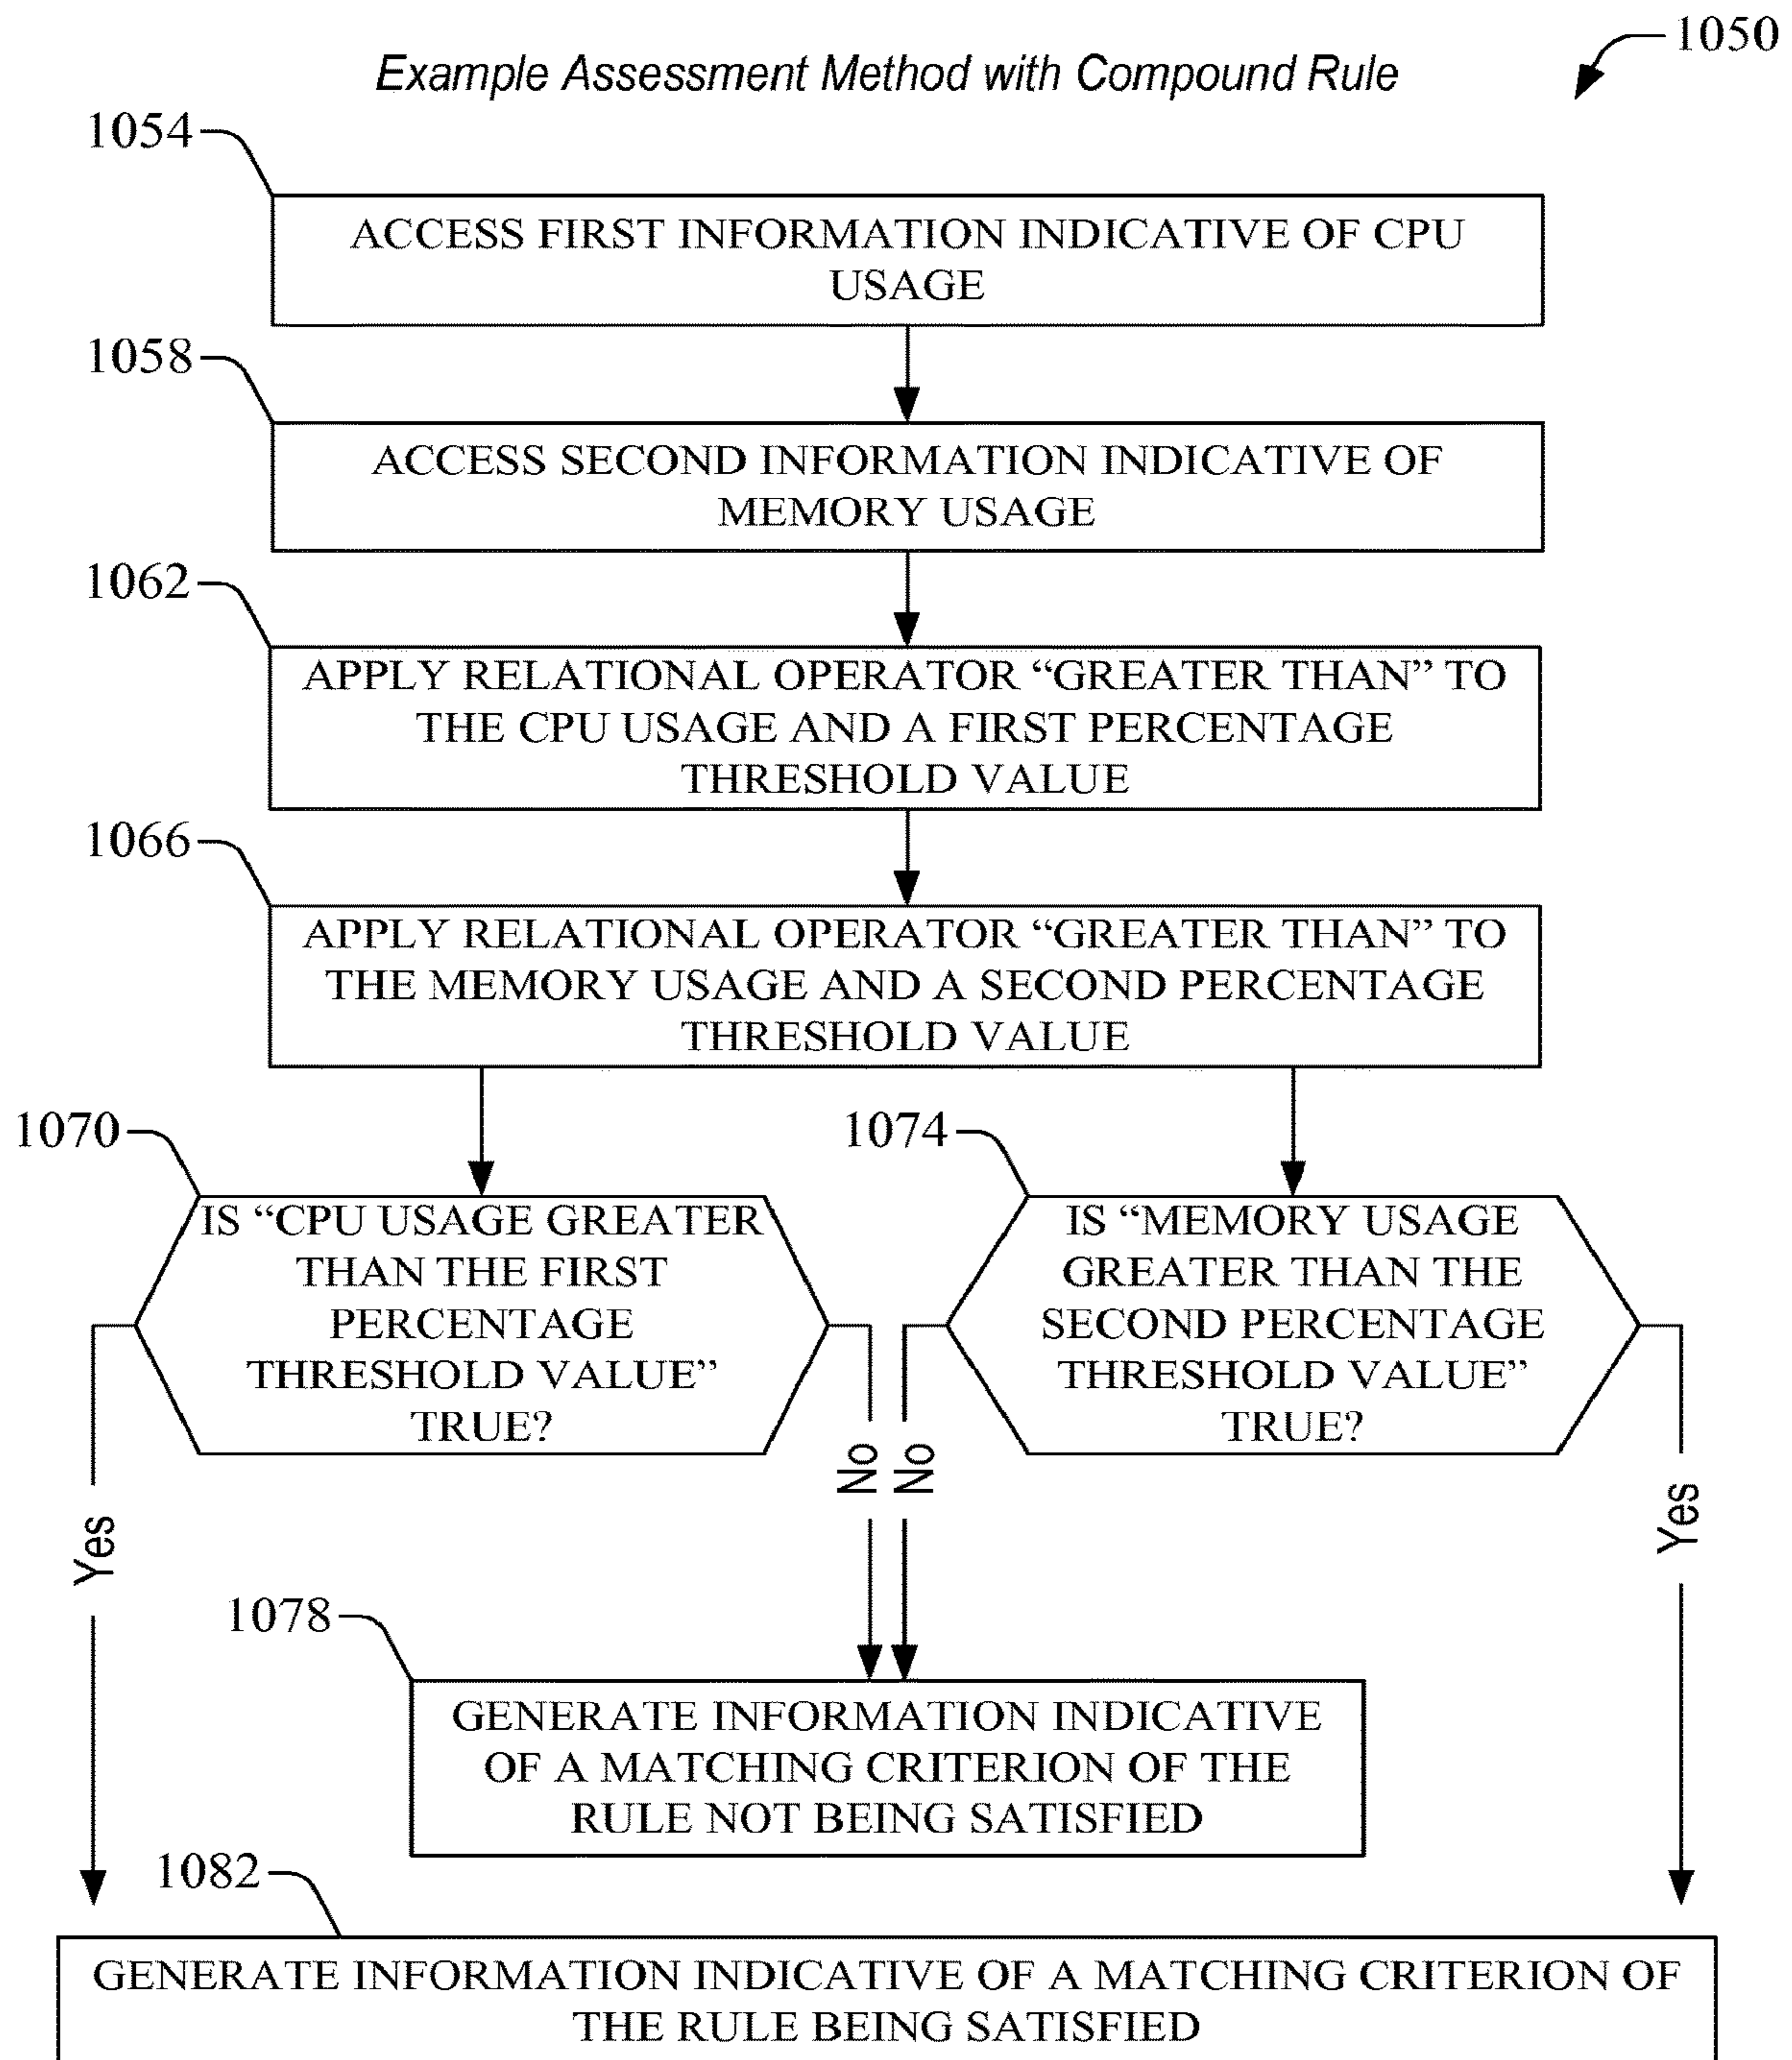 1050
Example Assessment Method with Compound Rule
1054
ACCESS FIRST INFORMATION INDICATIVE OF CPU
USAGE
1058
ACCESS SECOND INFORMATION INDICATIVE OF
MEMORY USAGE
1062
APPLY RELATIONAL OPERATOR “GREATER THAN” TO
THE CPU USAGE AND A FIRST PERCENTAGE
THRESHOLD VALUE
1066
APPLY RELATIONAL OPERATOR “GREATER THAN” TO
THE MEMORY USAGE AND A SECOND PERCENTAGE
THRESHOLD VALUE
1070
IS “CPU USAGE GREATER
THAN THE FIRST
PERCENTAGE
THRESHOLD VALUE”
TRUE?
1074
IS “MEMORY USAGE
GREATER THAN THE
SECOND PERCENTAGE
THRESHOLD VALUE”
TRUE?
Yes
No
No
Yes
1078
GENERATE INFORMATION INDICATIVE
OF A MATCHING CRITERION OF THE
RULE NOT BEING SATISFIED
1082
GENERATE INFORMATION INDICATIVE OF A MATCHING CRITERION OF
THE RULE BEING SATISFIED